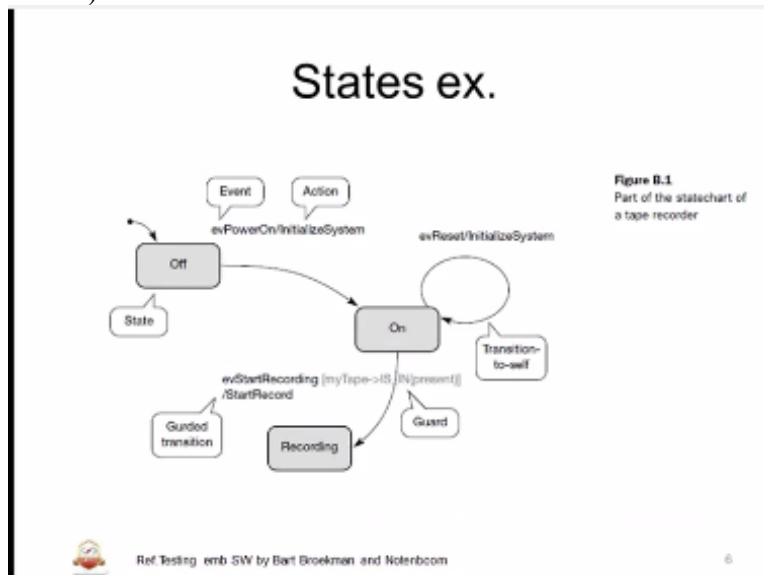 States ex.
Event
Action
evPowerOn/InitializeSystem
Figure B.1
Part of the statechart of
a tape recorder
evReset/InitializeSystem
Off
State
On
Transition-
to-self
evStartRecording [myTape->IS_IN(present)]
/StartRecord
Gurded
transition
Guard
Recording
Ref.Testing emb SW by Bart Broekman and Notenbcom
6